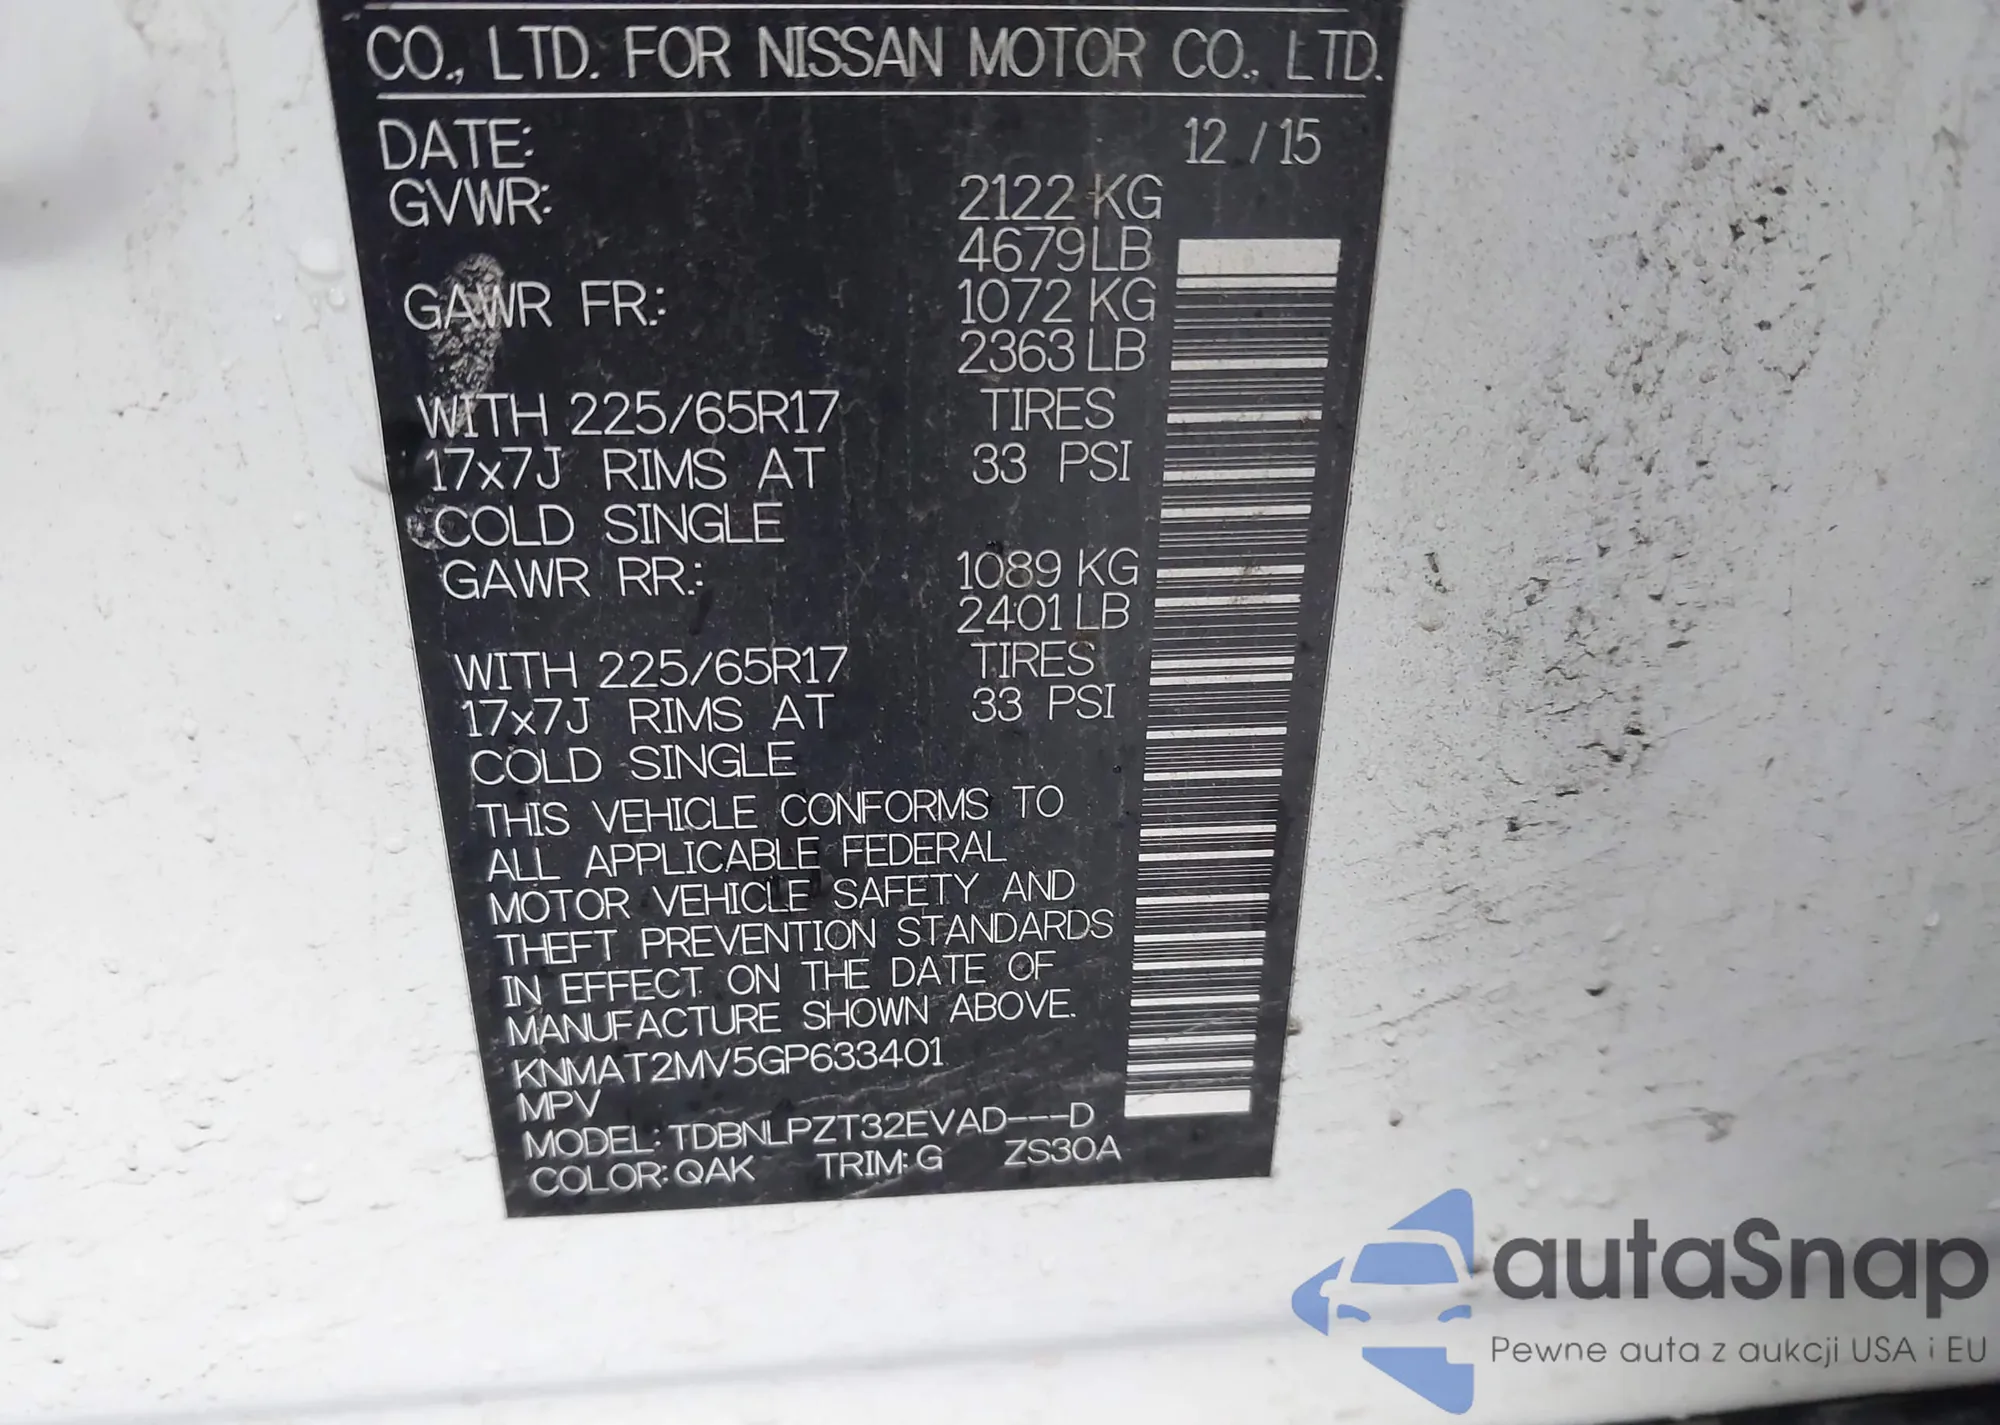 CO., LTD. FOR NISSAN MOTOR CO., LTD.
DATE: 12 / 15
GVWR: 2122 KG
4679 LB
GAWR FR.: 1072 KG
2363 LB
WITH 225/65R17 TIRES
17x7J RIMS AT 33 PSI
COLD SINGLE
GAWR RR.: 1089 KG
2401 LB
WITH 225/65R17 TIRES
17x7J RIMS AT 33 PSI
COLD SINGLE
THIS VEHICLE CONFORMS TO
ALL APPLICABLE FEDERAL
MOTOR VEHICLE SAFETY AND
THEFT PREVENTION STANDARDS
IN EFFECT ON THE DATE OF
MANUFACTURE SHOWN ABOVE.
KNMAT2MV5GP633401
MPV
MODEL: TDBNLPZT32EVAD---D
COLOR: QAK TRIM: G ZS30A
autaSnap
Pewne auta z aukcji USA i EU